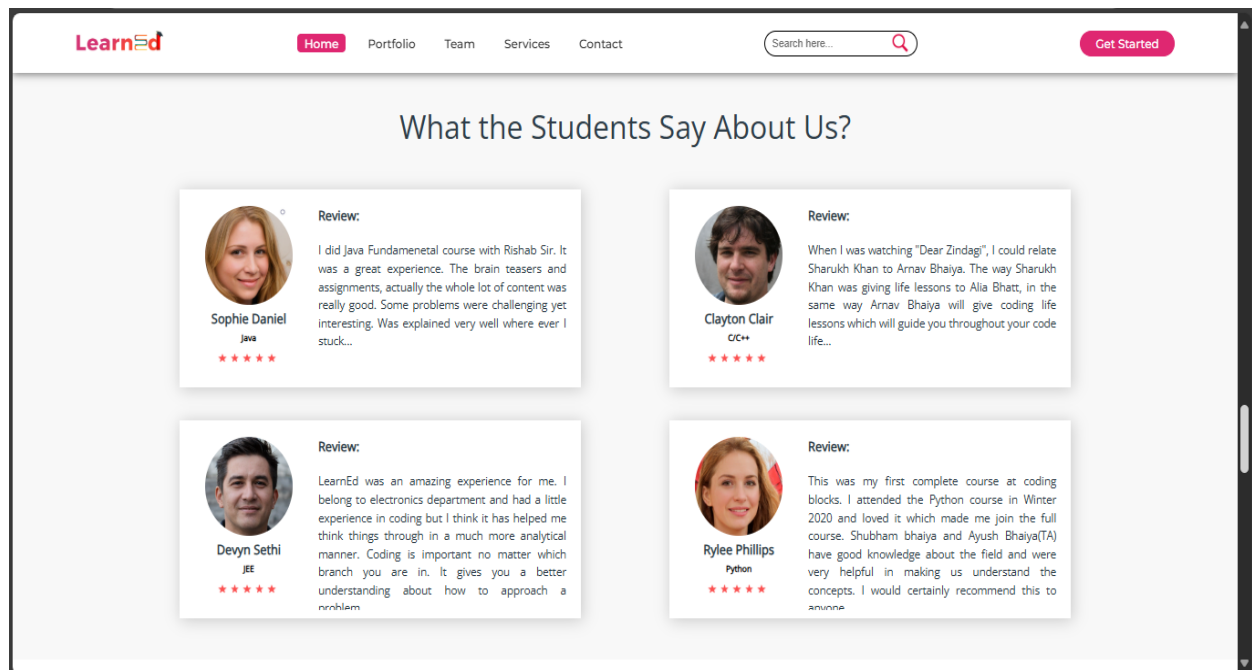 LearnEd
Home Portfolio Team Services Contact
Search here...
Get Started
What the Students Say About Us?
Sophie Daniel
Java
Review:
I did Java Fundamenetal course with Rishab Sir. It
was a great experience. The brain teasers and
assignments, actually the whole lot of content was
really good. Some problems were challenging yet
interesting. Was explained very well where ever I
stuck...
Clayton Clair
C/C++
Review:
When I was watching "Dear Zindagi", I could relate
Sharukh Khan to Arnav Bhaiya. The way Sharukh
Khan was giving life lessons to Alia Bhatt, in the
same way Arnav Bhaiya will give coding life
lessons which will guide you throughout your code
life...
Devyn Sethi
JEE
Review:
LearnEd was an amazing experience for me. I
belong to electronics department and had a little
experience in coding but I think it has helped me
think things through in a much more analytical
manner. Coding is important no matter which
branch you are in. It gives you a better
understanding about how to approach a
problem
Rylee Phillips
Python
Review:
This was my first complete course at coding
blocks. I attended the Python course in Winter
2020 and loved it which made me join the full
course. Shubham bhaiya and Ayush Bhaiya(TA)
have good knowledge about the field and were
very helpful in making us understand the
concepts. I would certainly recommend this to
anyone